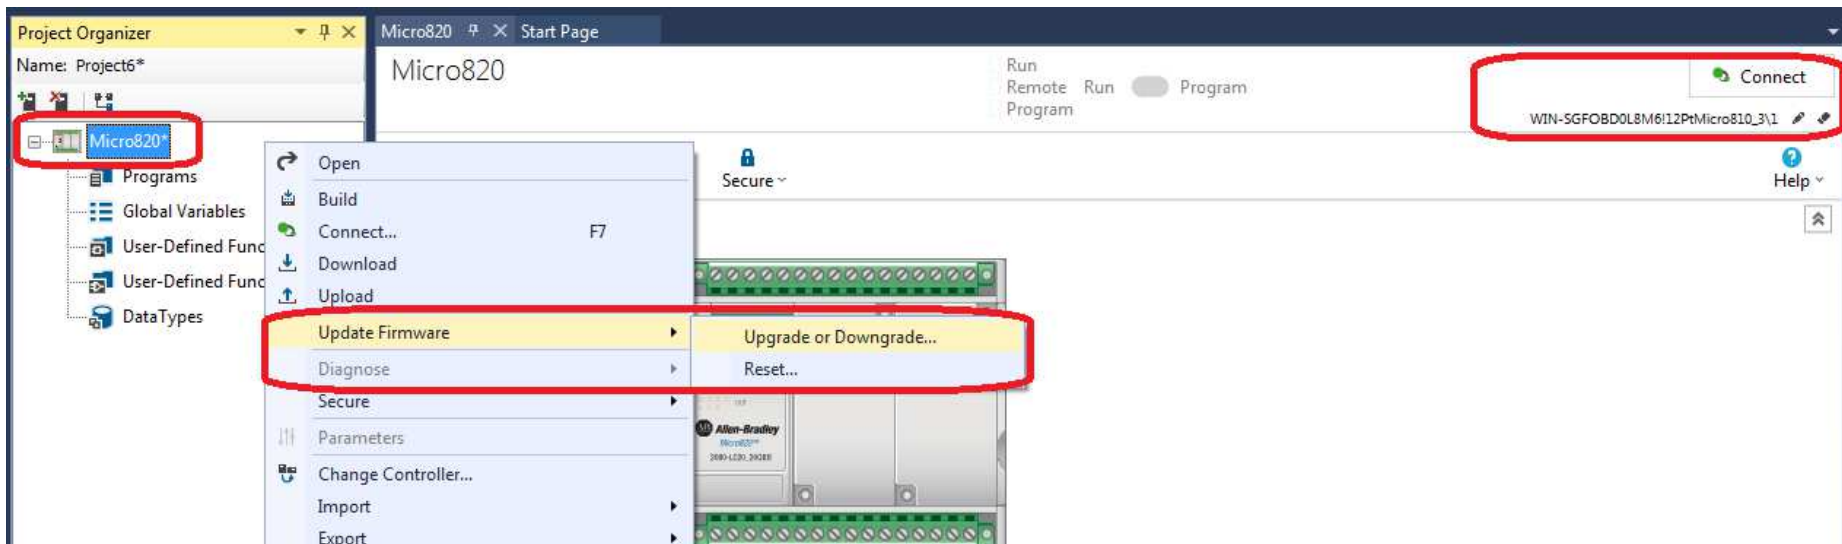 Project Organizer
Name: Project6*
Micro820*
Programs
Global Variables
User-Defined Func
User-Defined Func
DataTypes
Micro820
Start Page
Micro820
Run
Remote Run
Program
Program
Connect
WIN-SGFOBD0L8M6!12PtMicro810_3\1
Secure
Help
Open
Build
Connect... F7
Download
Upload
Update Firmware
Diagnose
Secure
Parameters
Change Controller...
Import
Export
Upgrade or Downgrade...
Reset...
Allen-Bradley